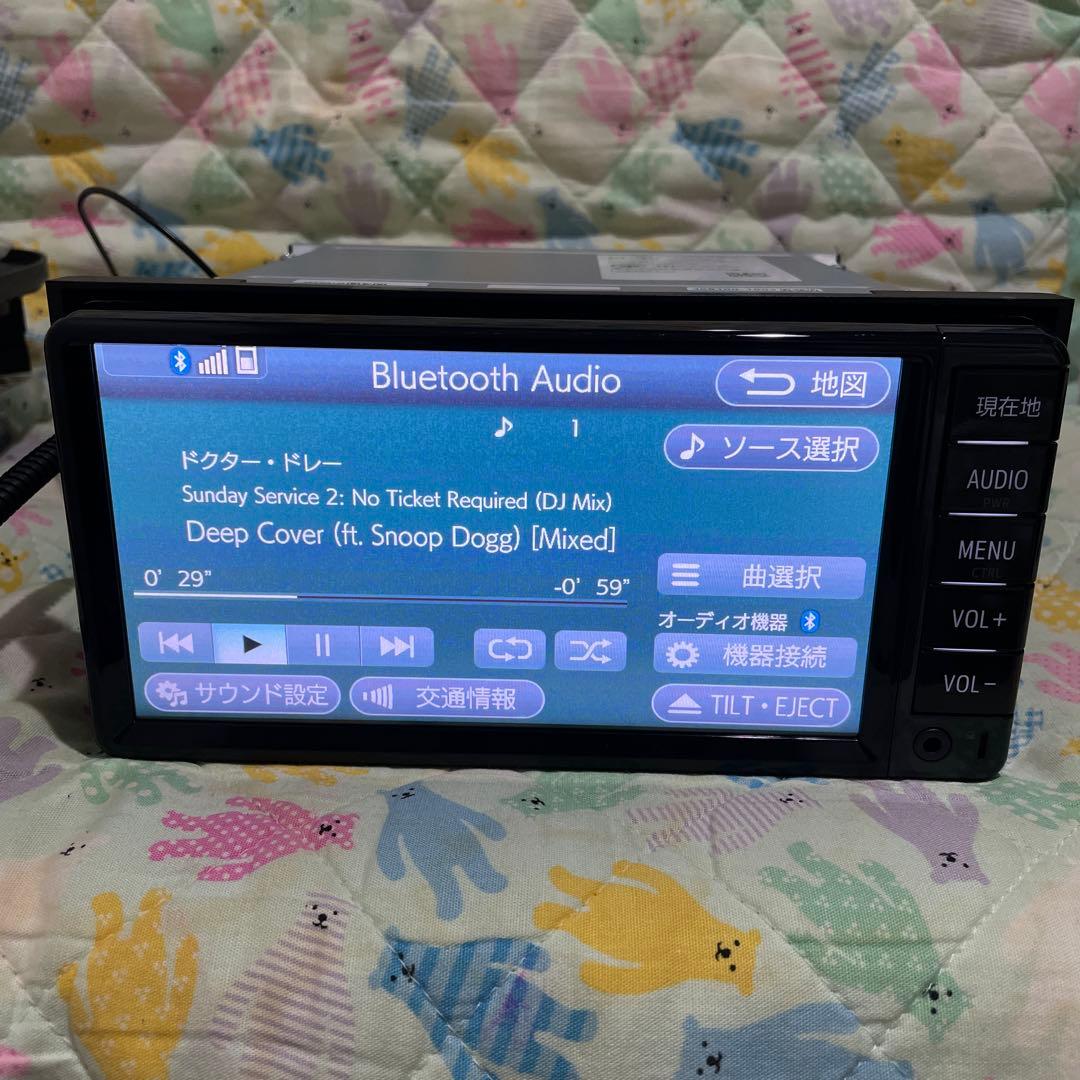 Bluetooth Audio
地図
現在地
1
ソース選択
ドクター・ドレー
AUDIO
PWR
Sunday Service 2: No Ticket Required (DJ Mix)
Deep Cover (ft. Snoop Dogg) [Mixed]
MENU
CTRL
0' 29"
-0' 59"
曲選択
VOL+
オーディオ機器
機器接続
VOL-
サウンド設定
交通情報
TILT・EJECT